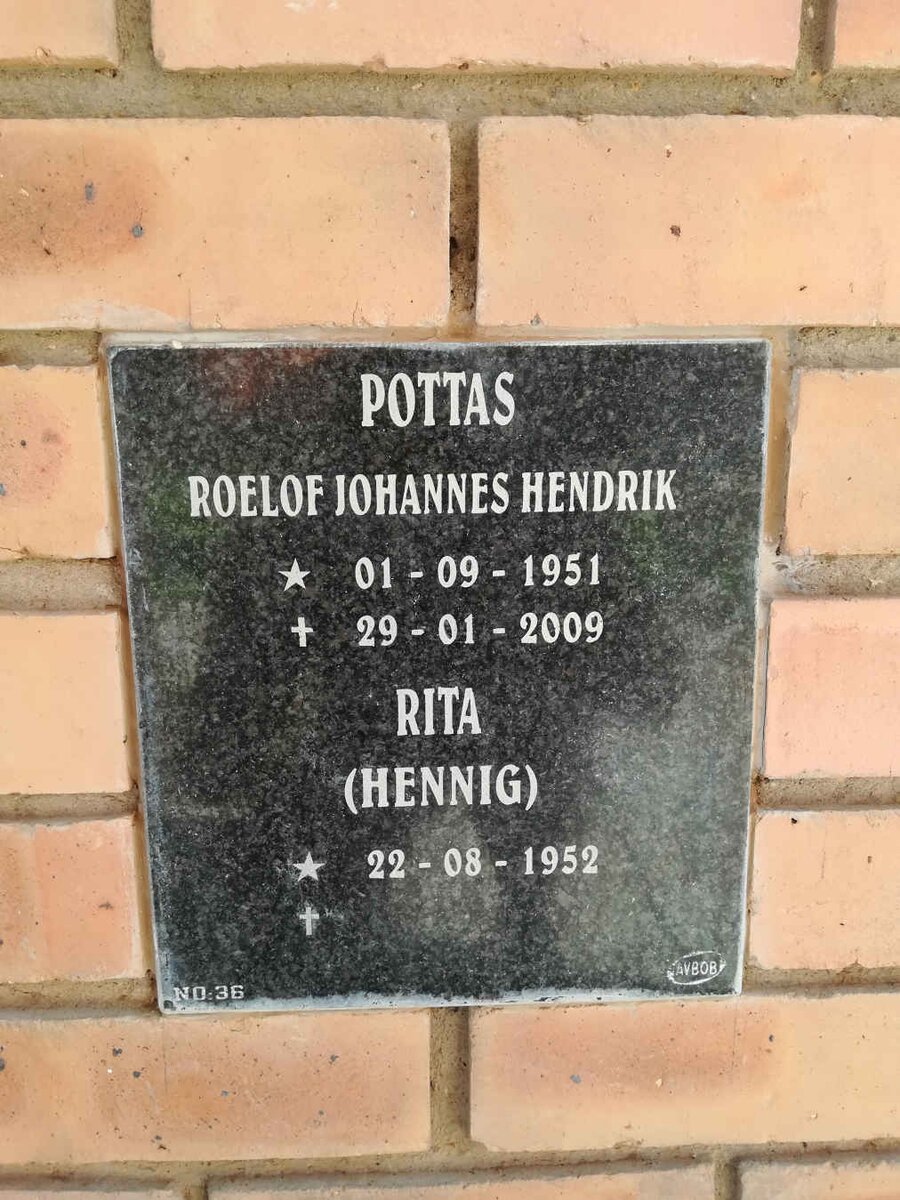 POTTAS
ROELOF JOHANNES HENDRIK
★ 01 - 09 - 1951
✝ 29 - 01 - 2009
RITA
(HENNIG)
★ 22 - 08 - 1952
✝
NO:36
AVBOB